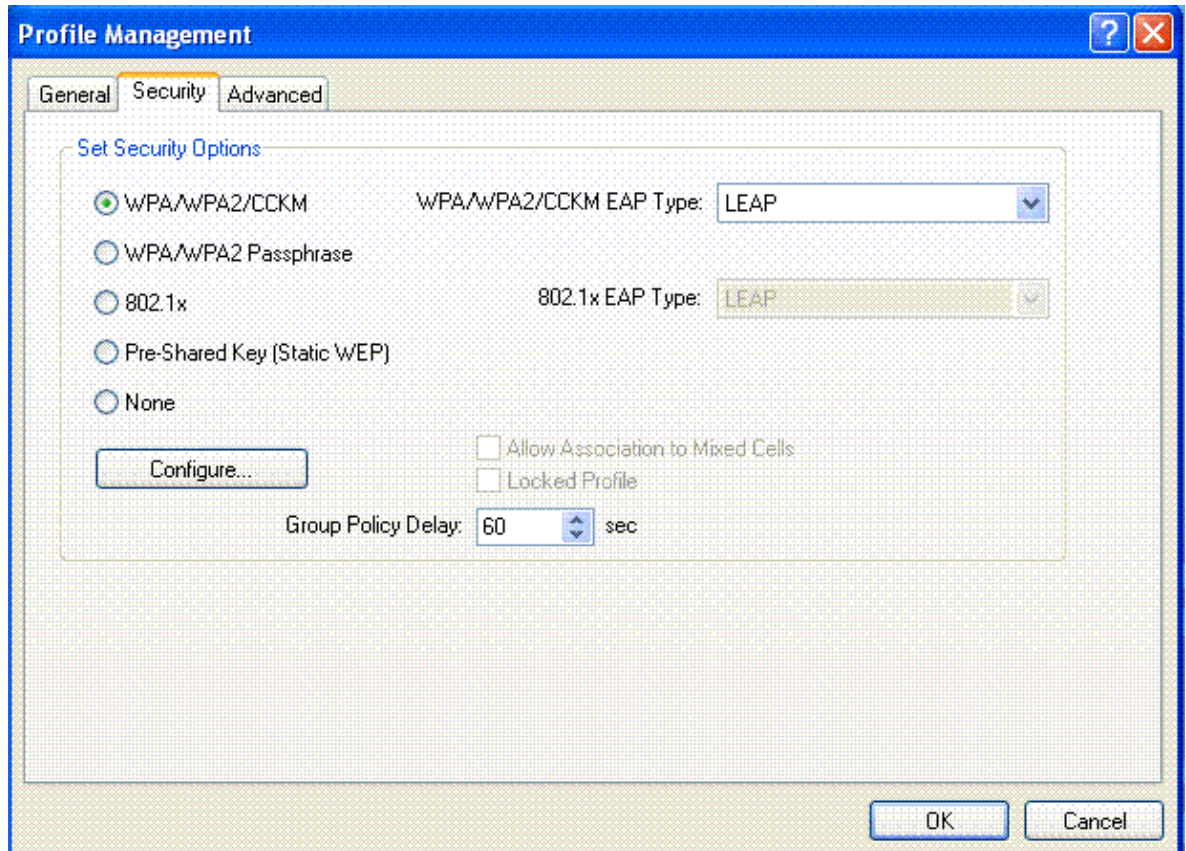 Profile Management
General Security Advanced
Set Security Options
WPA/WPA2/CCKM WPA/WPA2/CCKM EAP Type: LEAP
WPA/WPA2 Passphrase
802.1x 802.1x EAP Type: LEAP
Pre-Shared Key (Static WEP)
None
Allow Association to Mixed Cells
Configure...
Locked Profile
Group Policy Delay: 60 sec
OK Cancel